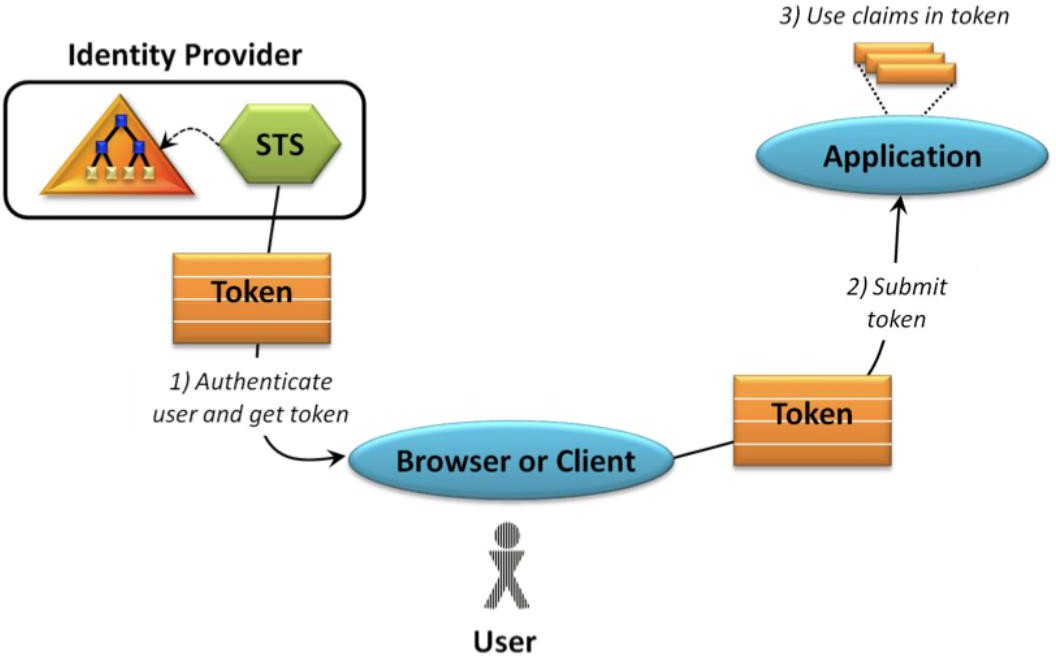 Identity Provider
STS
Token
1) Authenticate
user and get token
Browser or Client
User
Token
2) Submit
token
Application
3) Use claims in token